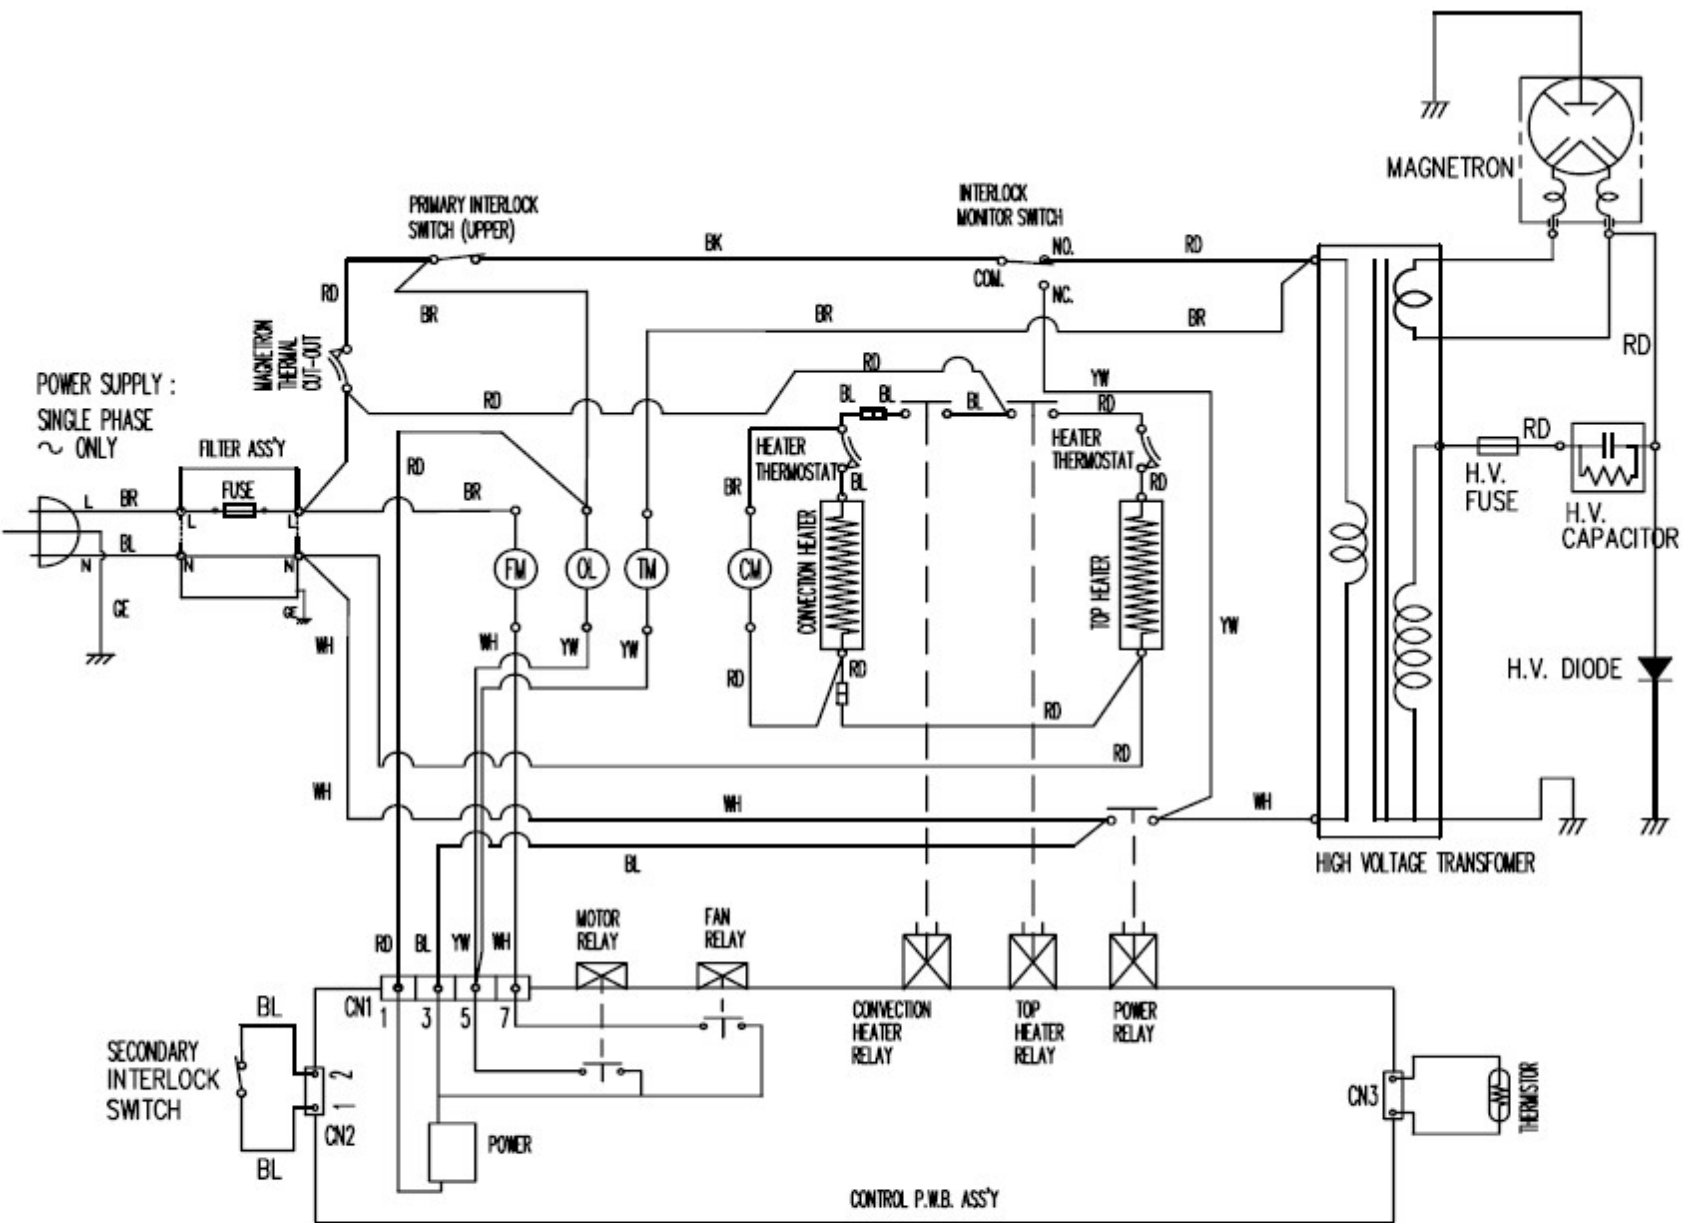 MAGNETRON
PRIMARY INTERLOCK
SWITCH (UPPER)
INTERLOCK
MONITOR SWITCH
BK
NO.
RD
COM.
NC.
RD
BR
BR
BR
MAGNETRON
THERMAL
CUT-OUT
RD
POWER SUPPLY :
SINGLE PHASE
~ ONLY
RD
YW
BL
BL
BL
RD
RD
FILTER ASS'Y
HEATER
THERMOSTAT
HEATER
THERMOSTAT
RD
FUSE
RD
BR
BR
BL
RD
H.V.
FUSE
RD
H.V.
CAPACITOR
L
BR
L
L
BL
N
N
N
GE
GE
FM
OL
TM
CM
CONVECTION HEATER
TOP HEATER
WH
WH
YW
YW
RD
RD
YW
H.V. DIODE
RD
RD
WH
WH
WH
BL
HIGH VOLTAGE TRANSFOMER
RD
BL
YW
WH
MOTOR
RELAY
FAN
RELAY
CN1
1
3
5
7
CONVECTION
HEATER
RELAY
TOP
HEATER
RELAY
POWER
RELAY
BL
SECONDARY
INTERLOCK
SWITCH
2
1
CN2
BL
POWER
CN3
THERMISTOR
CONTROL P.W.B. ASS'Y